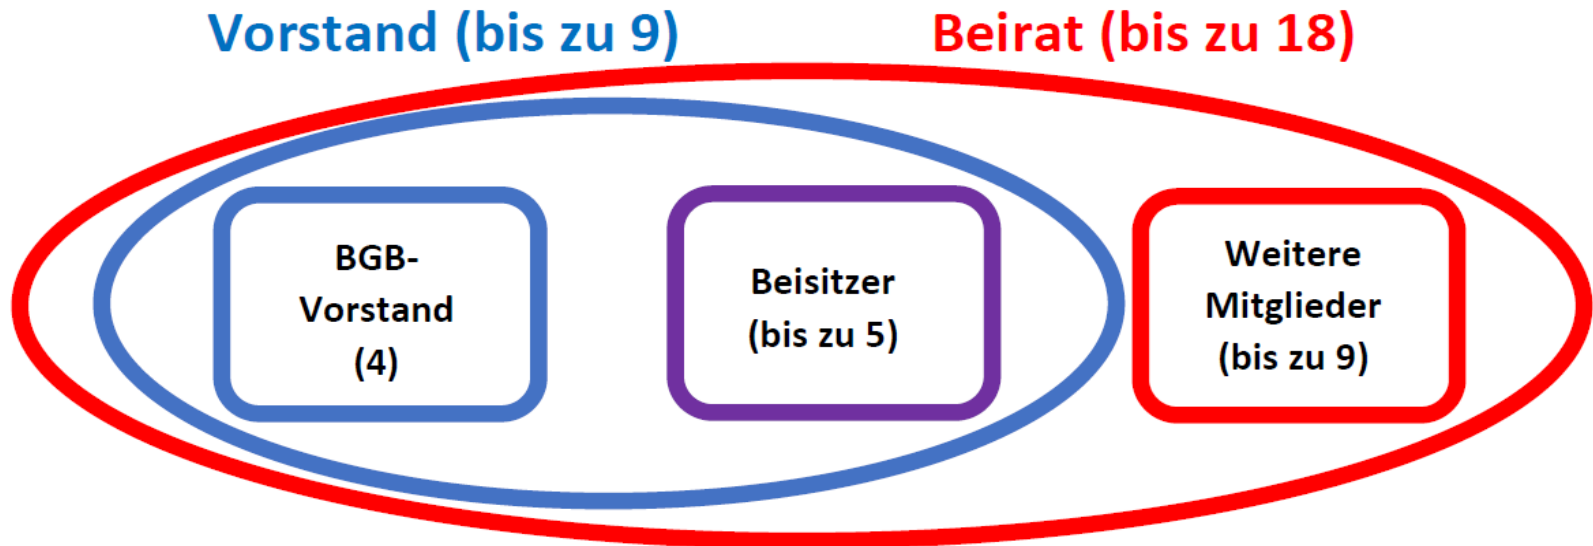 Vorstand (bis zu 9)
Beirat (bis zu 18)
BGB-
Vorstand
(4)
Beisitzer
(bis zu 5)
Weitere
Mitglieder
(bis zu 9)